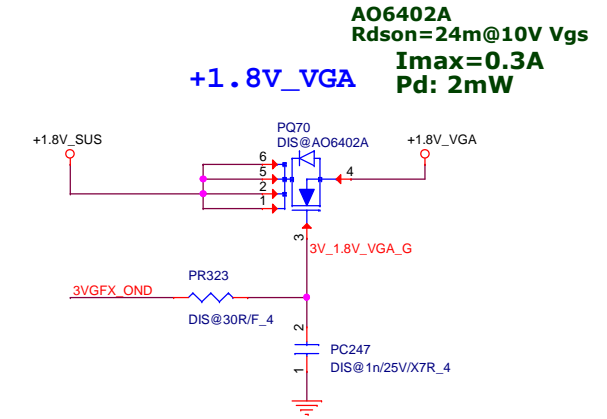 AO6402A
Rdson=24m@10V Vgs
Imax=0.3A
+1.8V_VGA
Pd: 2mW
PQ70
DIS@AO6402A
+1.8V_SUS
+1.8V_VGA
6
5
4
2
1
3
3V_1.8V_VGA_G
PR323
3VGFX_OND
DIS@30R/F_4
2
PC247
1
DIS@1n/25V/X7R_4